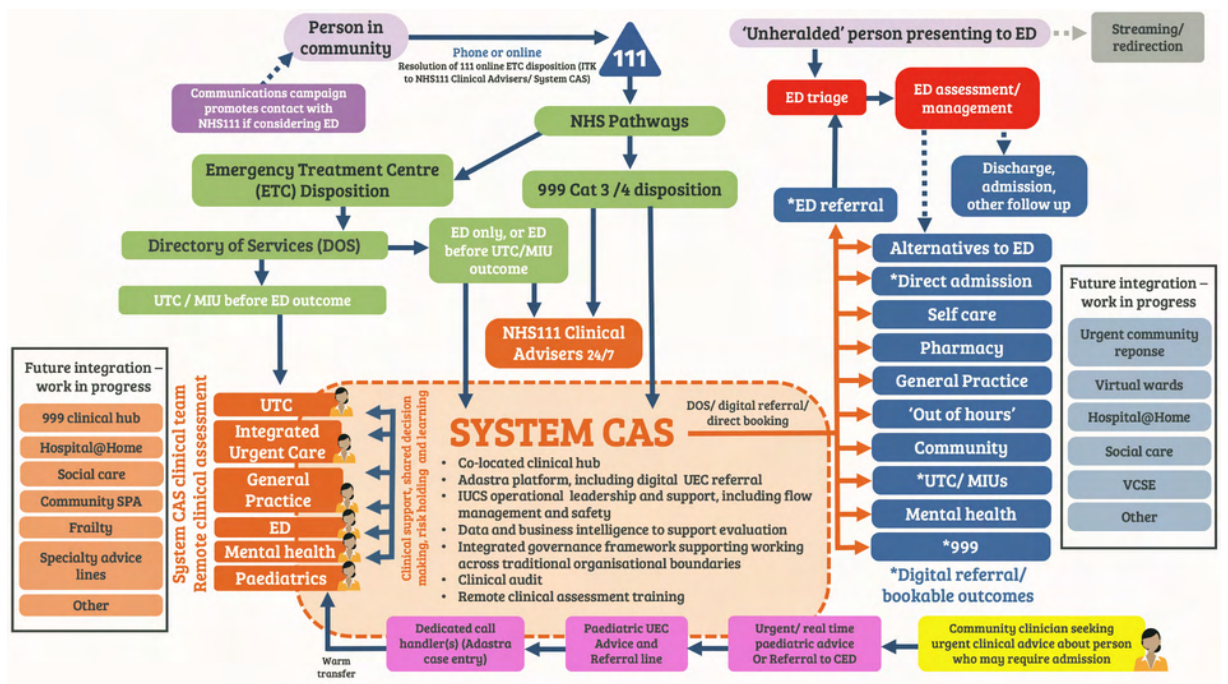 Person in
community
Phone or online
Resolution of 111 online ETC disposition (ITK
to NHS111 Clinical Advisers/ System CAS)
111
Communications campaign
promotes contact with
NHS111 if considering ED
NHS Pathways
Emergency Treatment Centre
(ETC) Disposition
999 Cat 3 /4 disposition
Directory of Services (DOS)
ED only, or ED
before UTC/MIU
outcome
UTC / MIU before ED outcome
NHS111 Clinical
Advisers 24/7
'Unheralded' person presenting to ED
Streaming/
redirection
ED triage
ED assessment/
management
Discharge,
admission,
other follow up
*ED referral
Alternatives to ED
*Direct admission
Self care
Pharmacy
General Practice
'Out of hours'
Community
*UTC/ MIUs
Mental health
*999
*Digital referral/
bookable outcomes
Future integration –
work in progress
Urgent community
reponse
Virtual wards
Hospital@Home
Social care
VCSE
Other
Future integration –
work in progress
999 clinical hub
Hospital@Home
Social care
Community SPA
Frailty
Specialty advice
lines
Other
System CAS clinical team
Remote clinical assessment
UTC
Integrated
Urgent Care
General
Practice
ED
Mental health
Paediatrics
Clinical support, shared decision
making, risk holding and learning
SYSTEM CAS
DOS/ digital referral/
direct booking
• Co-located clinical hub
• Adastra platform, including digital UEC referral
• IUCS operational leadership and support, including flow
management and safety
• Data and business intelligence to support evaluation
• Integrated governance framework supporting working
across traditional organisational boundaries
• Clinical audit
• Remote clinical assessment training
Warm
transfer
Dedicated call
handler(s) (Adastra
case entry)
Paediatric UEC
Advice and
Referral line
Urgent/ real time
paediatric advice
Or Referral to CED
Community clinician seeking
urgent clinical advice about person
who may require admission